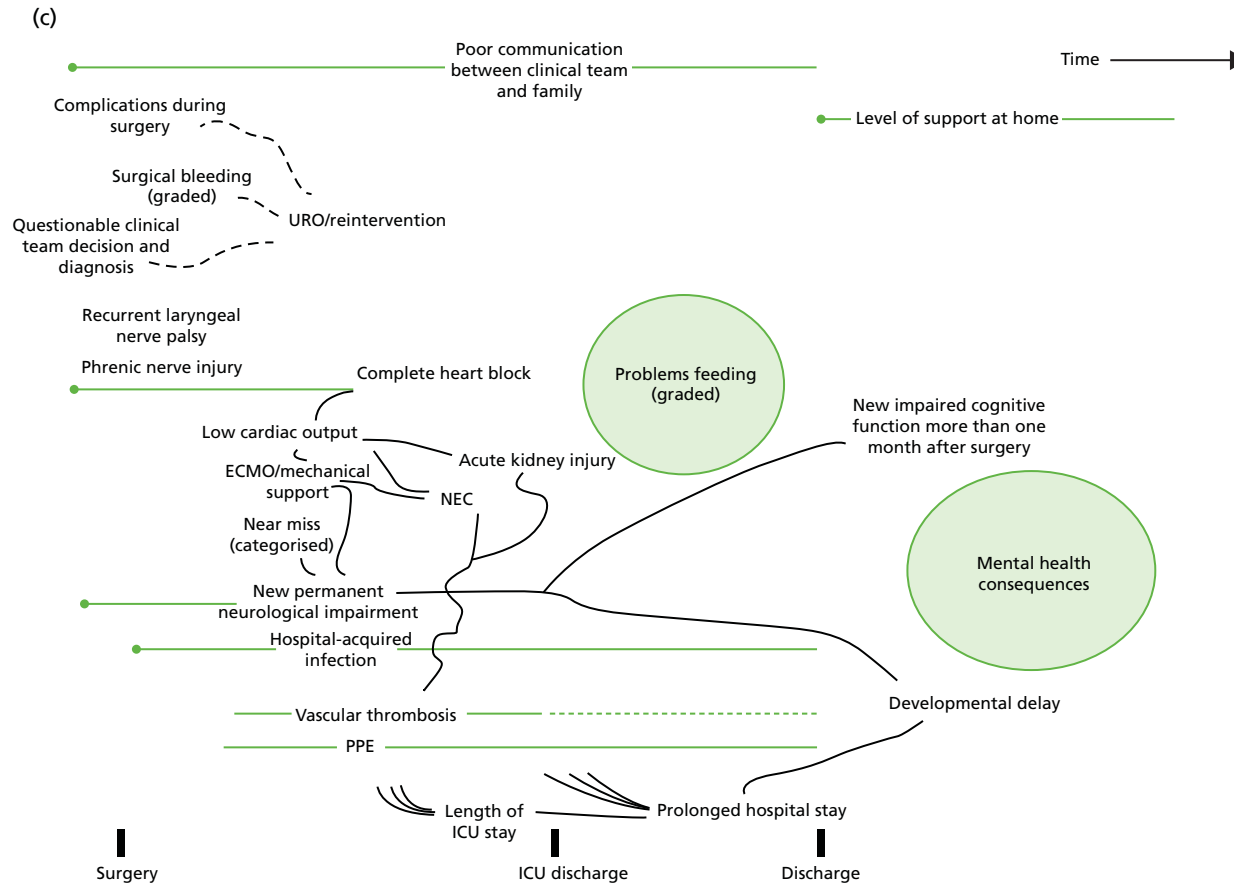 (c)
Poor communication
between clinical team
and family
Time
Complications during
surgery
Level of support at home
Surgical bleeding
(graded)
URO/reintervention
Questionable clinical
team decision and
diagnosis
Recurrent laryngeal
nerve palsy
Phrenic nerve injury
Complete heart block
Problems feeding
(graded)
New impaired cognitive
function more than one
month after surgery
Low cardiac output
Acute kidney injury
ECMO/mechanical
support
NEC
Near miss
(categorised)
Mental health
consequences
New permanent
neurological impairment
Hospital-acquired
infection
Developmental delay
Vascular thrombosis
PPE
Length of
ICU stay
Prolonged hospital stay
Surgery
ICU discharge
Discharge